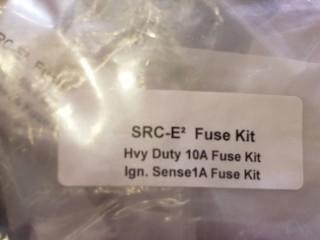 SRC-E² Fuse Kit
Hvy Duty 10A Fuse Kit
Ign. Sense1A Fuse Kit